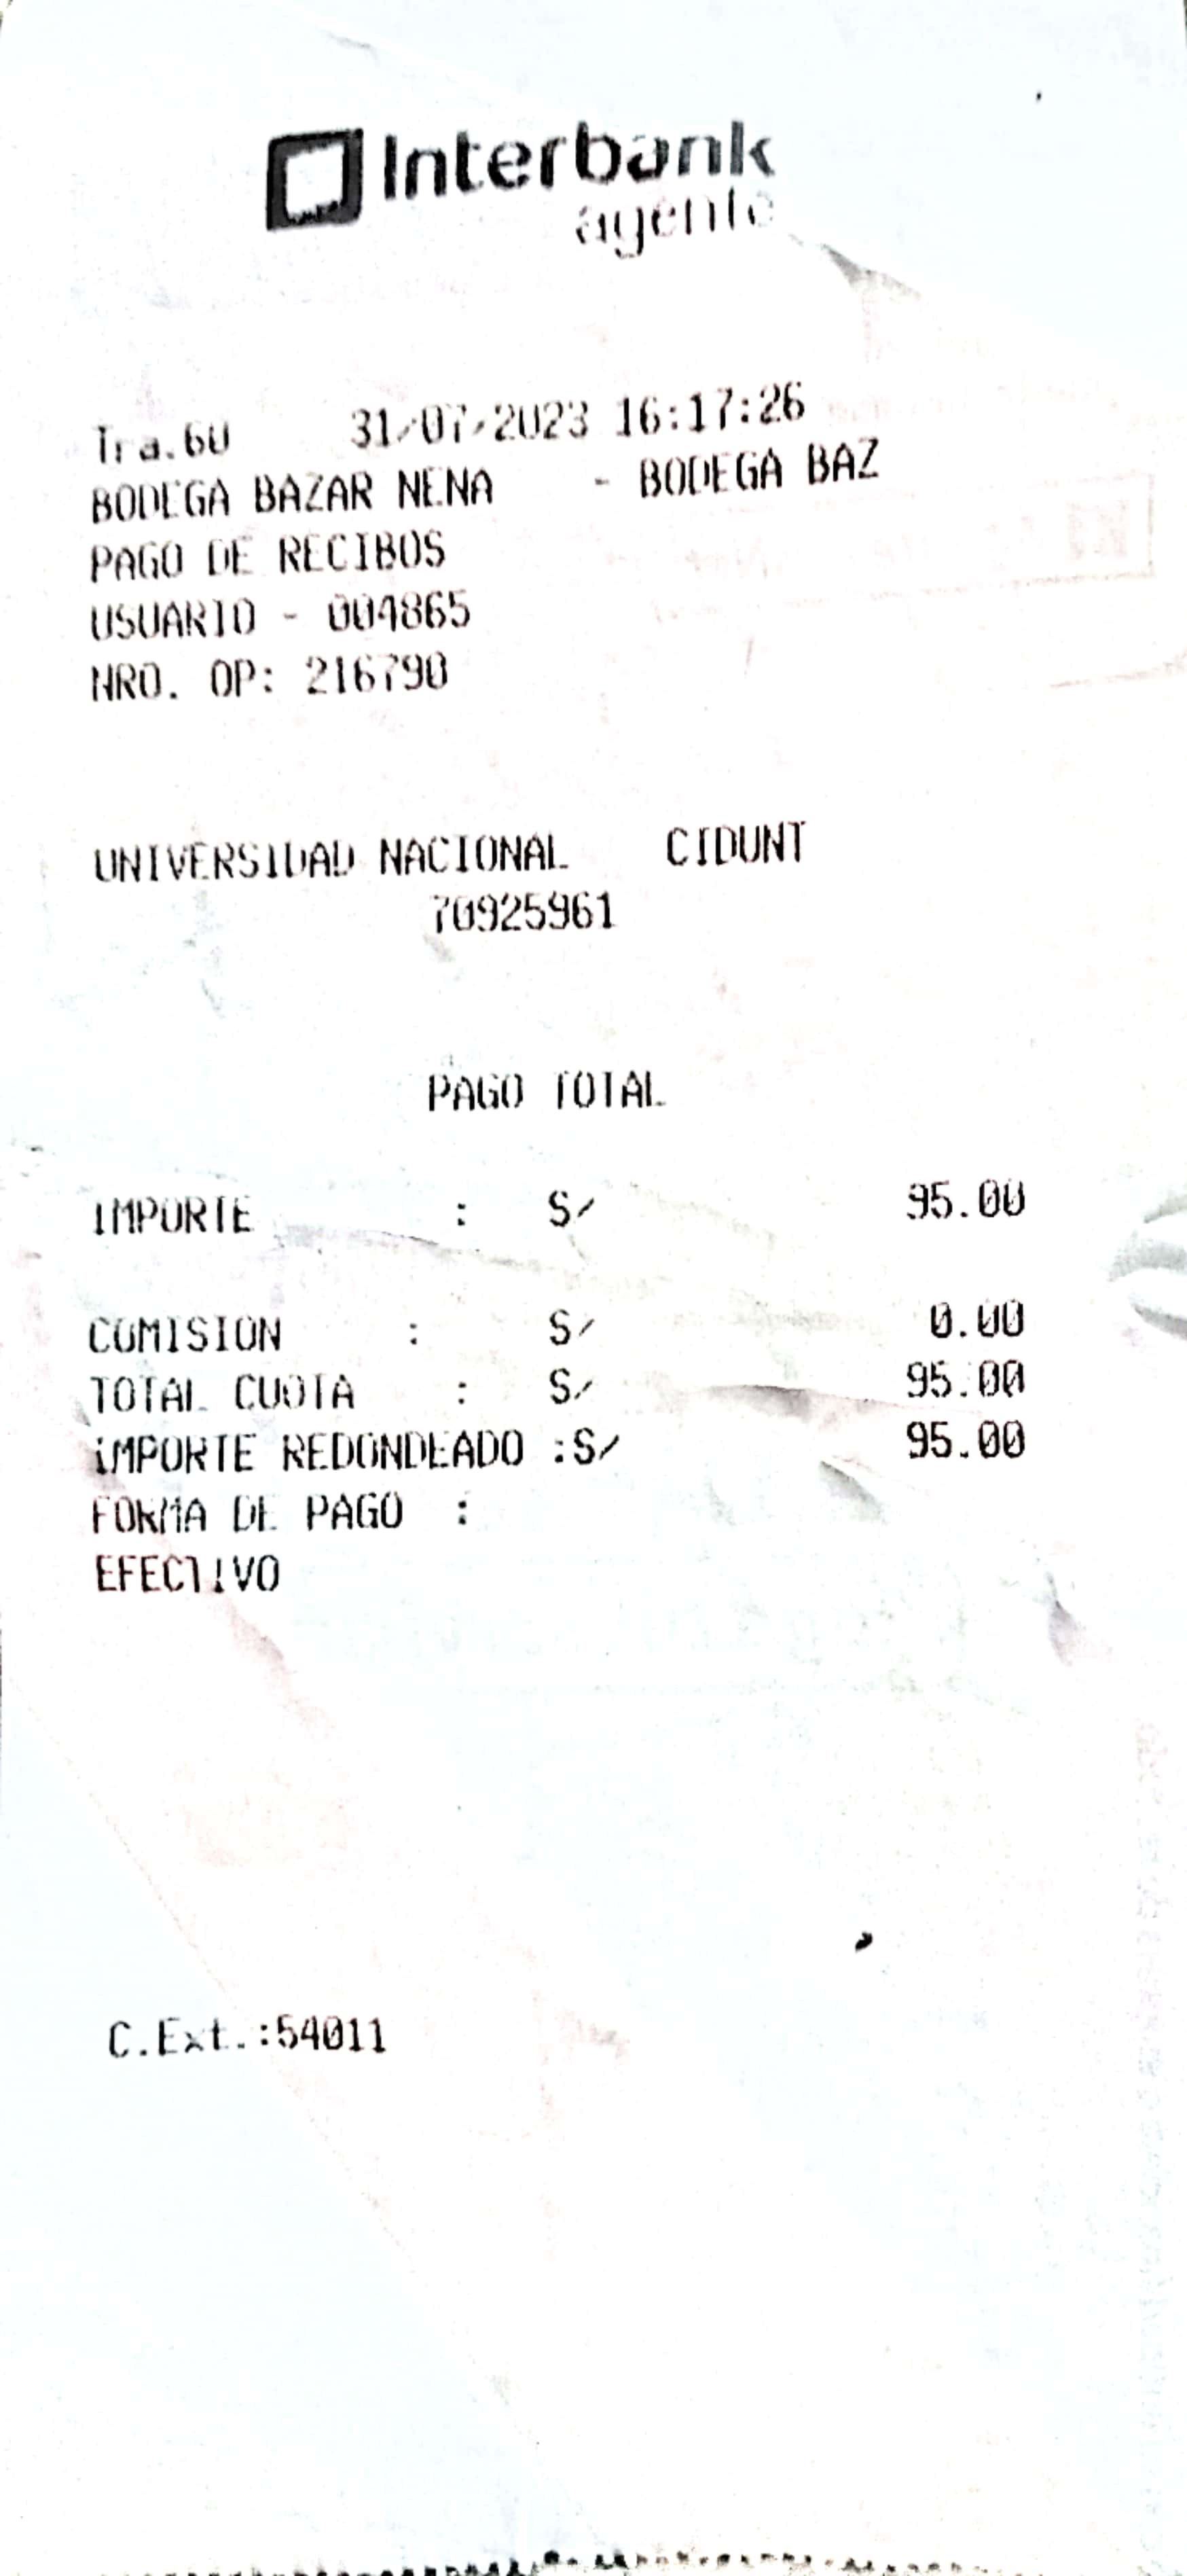 Interbank
agente
Tra.60 31/07/2023 16:17:26
BODEGA BAZAR NENA - BODEGA BAZ
PAGO DE RECIBOS
USUARIO - 004865
NRO. OP: 216790
UNIVERSIDAD NACIONAL CIDUNT
70925961
PAGO TOTAL
IMPORTE : S/ 95.00
COMISION : S/ 0.00
TOTAL CUOTA : S/ 95.00
IMPORTE REDONDEADO :S/ 95.00
FORMA DE PAGO :
EFECTIVO
C.Ext.:54011